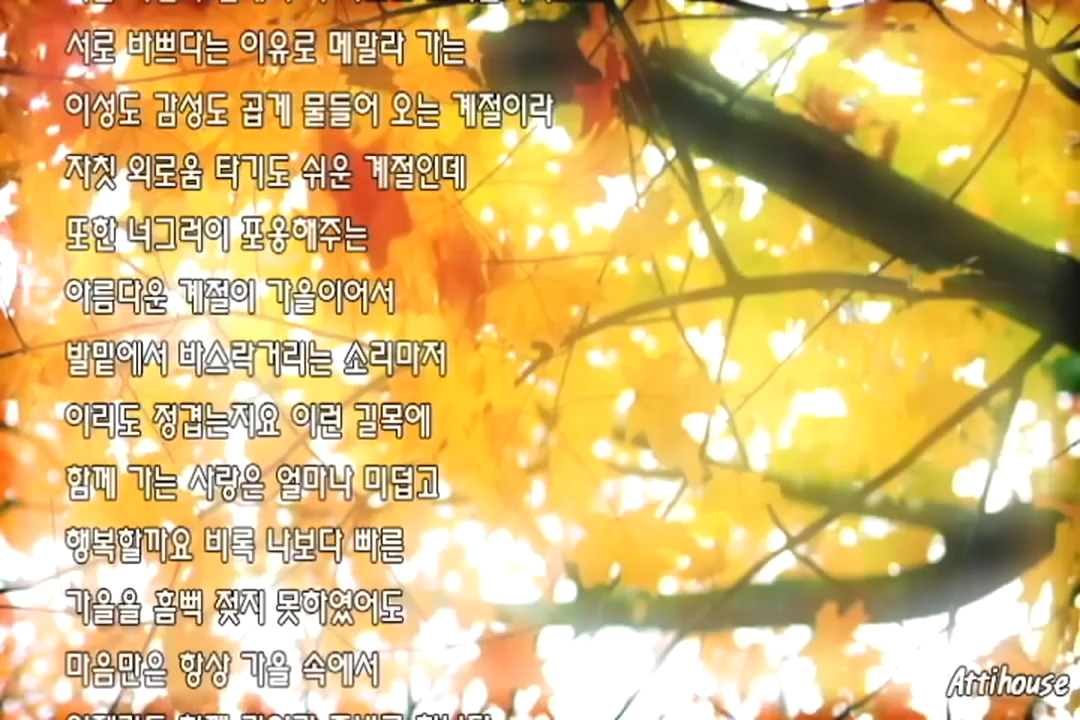 서로 바쁘다는 이유로 메말라 가는
이성도 감성도 곱게 물들어 오는 계절이라
자칫 외로움 타기도 쉬운 계절인데
또한 너그러이 포용해주는
아름다운 계절이 가을이어서
발밑에서 바스락거리는 소리마저
이리도 정겹는지요 이런 길목에
함께 가는 사랑은 얼마나 미덥고
행복할까요 비록 나보다 빠른
가을을 흠뻑 젖지 못하였어도
마음만은 항상 가을 속에서
Attihouse